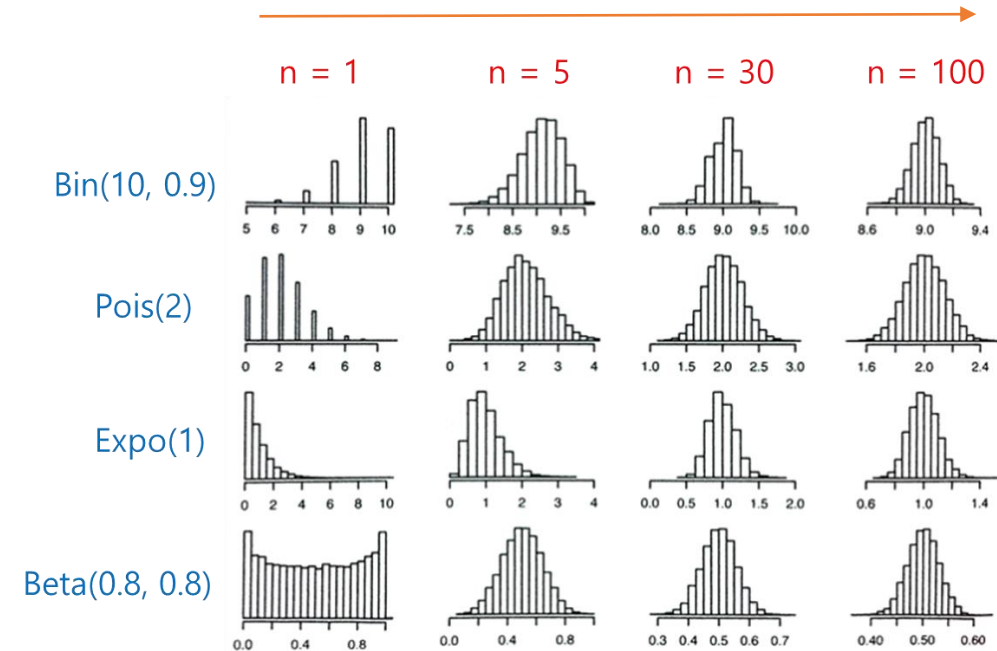 n = 1 n = 5 n = 30 n = 100
Bin(10, 0.9)
5 6 7 8 9 10 7.5 8.5 9.5 8.0 8.5 9.0 9.5 10.0 8.6 9.0 9.4
Pois(2)
0 2 4 6 8 0 1 2 3 4 1.0 1.5 2.0 2.5 3.0 1.6 2.0 2.4
Expo(1)
0 2 4 6 8 10 0 1 2 3 4 0.0 0.5 1.0 1.5 2.0 0.6 1.0 1.4
Beta(0.8, 0.8)
0.0 0.4 0.8 0.0 0.4 0.8 0.3 0.4 0.5 0.6 0.7 0.40 0.50 0.60